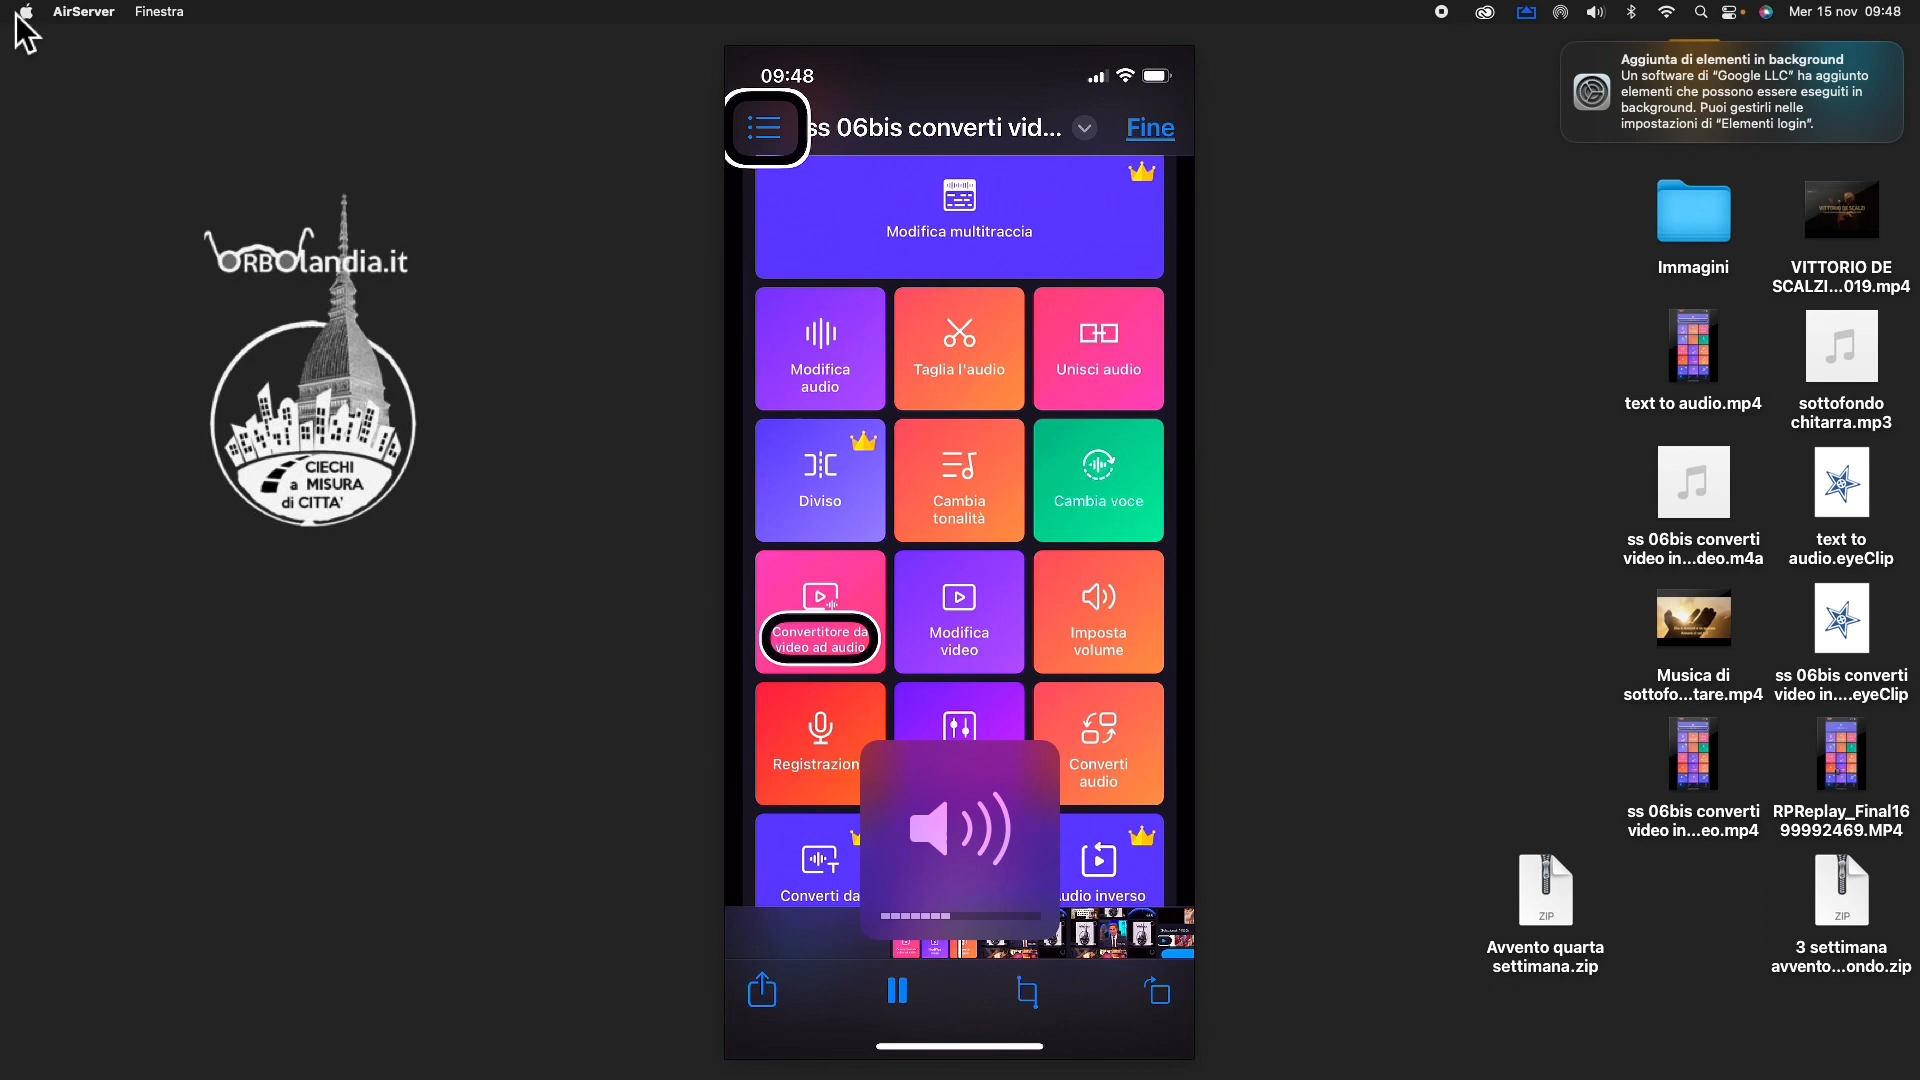 AirServer Finestra
Mer 15 nov 09:48
Aggiunta di elementi in background
Un software di “Google LLC” ha aggiunto
elementi che possono essere eseguiti in
background. Puoi gestirli nelle
impostazioni di “Elementi login”.
09:48
ss 06bis converti vid...
Fine
Modifica multitraccia
Modifica
audio
Taglia l'audio
Unisci audio
Diviso
Cambia
tonalità
Cambia voce
Convertitore da
video ad audio
Modifica
video
Imposta
volume
Registrazion
Converti
audio
Converti da
udio inverso
ORBOlandia.it
CIECHI
a MISURA
di CITTA'
Immagini
VITTORIO DE
SCALZI...019.mp4
text to audio.mp4
sottofondo
chitarra.mp3
ss 06bis converti
video in...deo.m4a
text to
audio.eyeClip
Musica di
sottofo...tare.mp4
ss 06bis converti
video in....eyeClip
ss 06bis converti
video in...eo.mp4
RPReplay_Final16
99992469.MP4
ZIP
Avvento quarta
settimana.zip
ZIP
3 settimana
avvento...ondo.zip